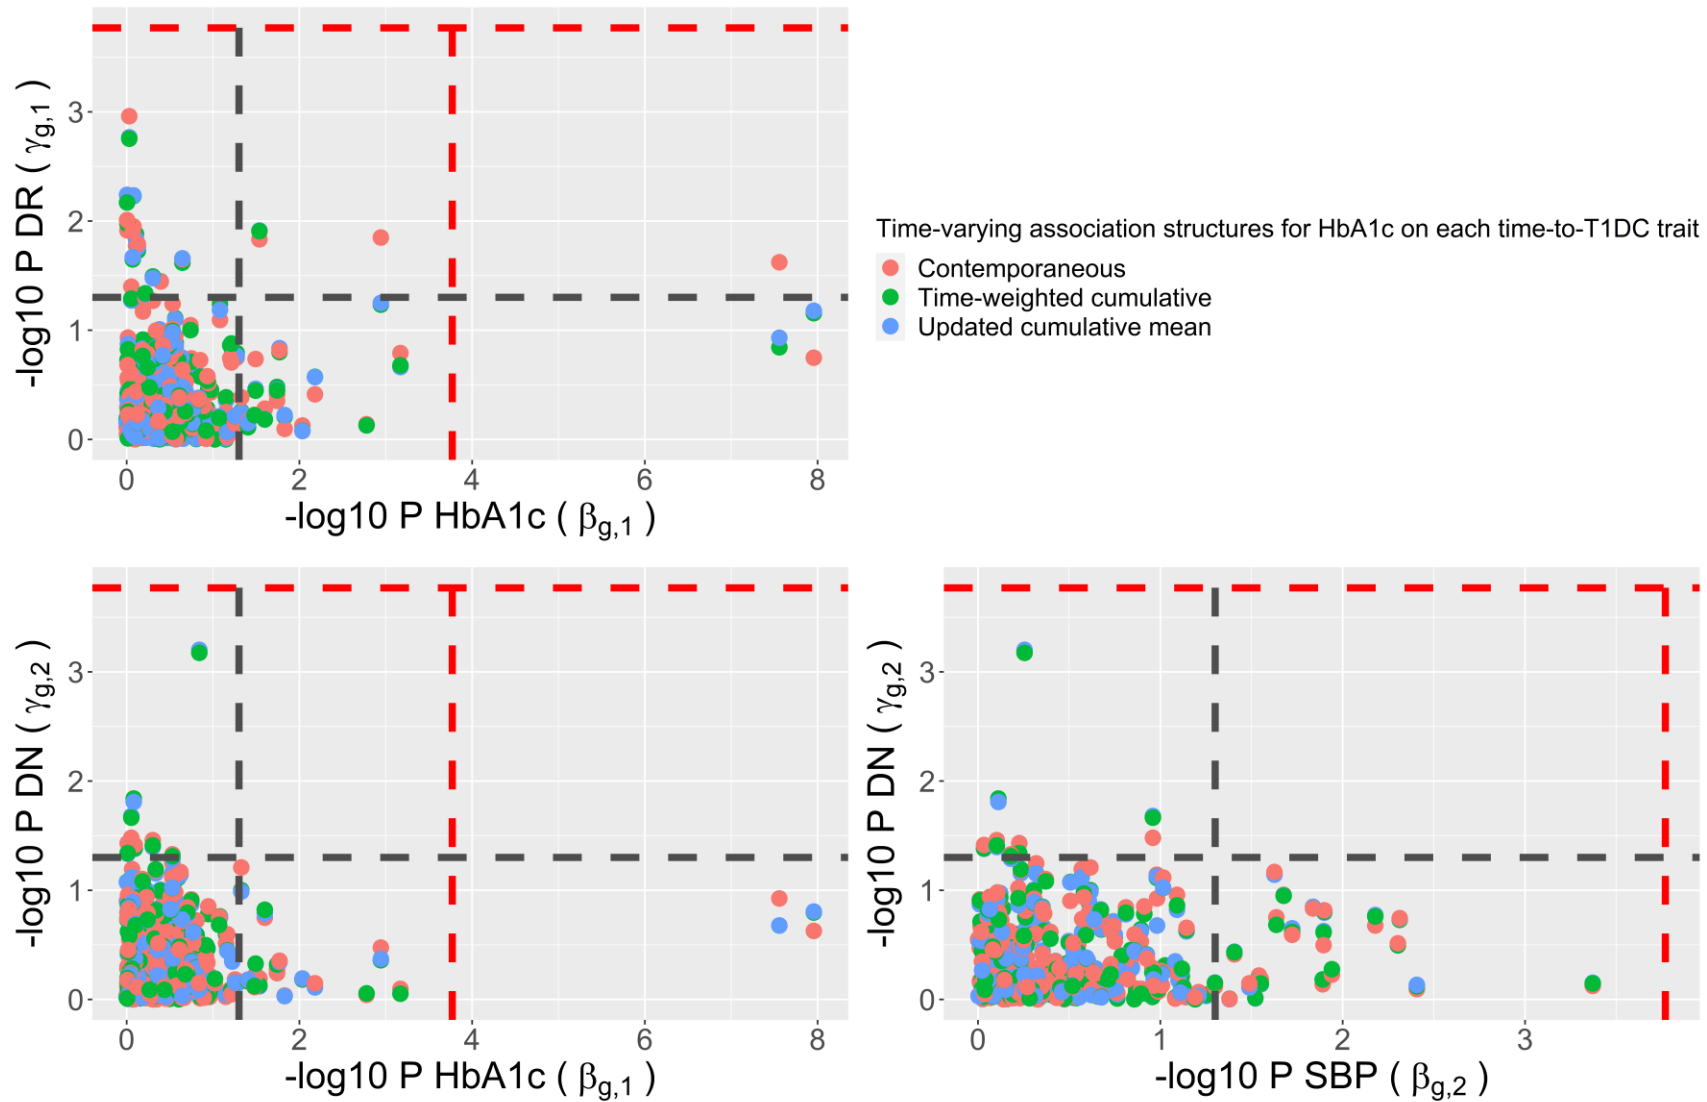 3
2
1
0
-log10 P DR ( γg,1 )
0 2 4 6 8
-log10 P HbA1c ( βg,1 )
Time-varying association structures for HbA1c on each time-to-T1DC trait
Contemporaneous
Time-weighted cumulative
Updated cumulative mean
3
2
1
0
-log10 P DN ( γg,2 )
0 2 4 6 8
-log10 P HbA1c ( βg,1 )
3
2
1
0
-log10 P DN ( γg,2 )
0 1 2 3
-log10 P SBP ( βg,2 )